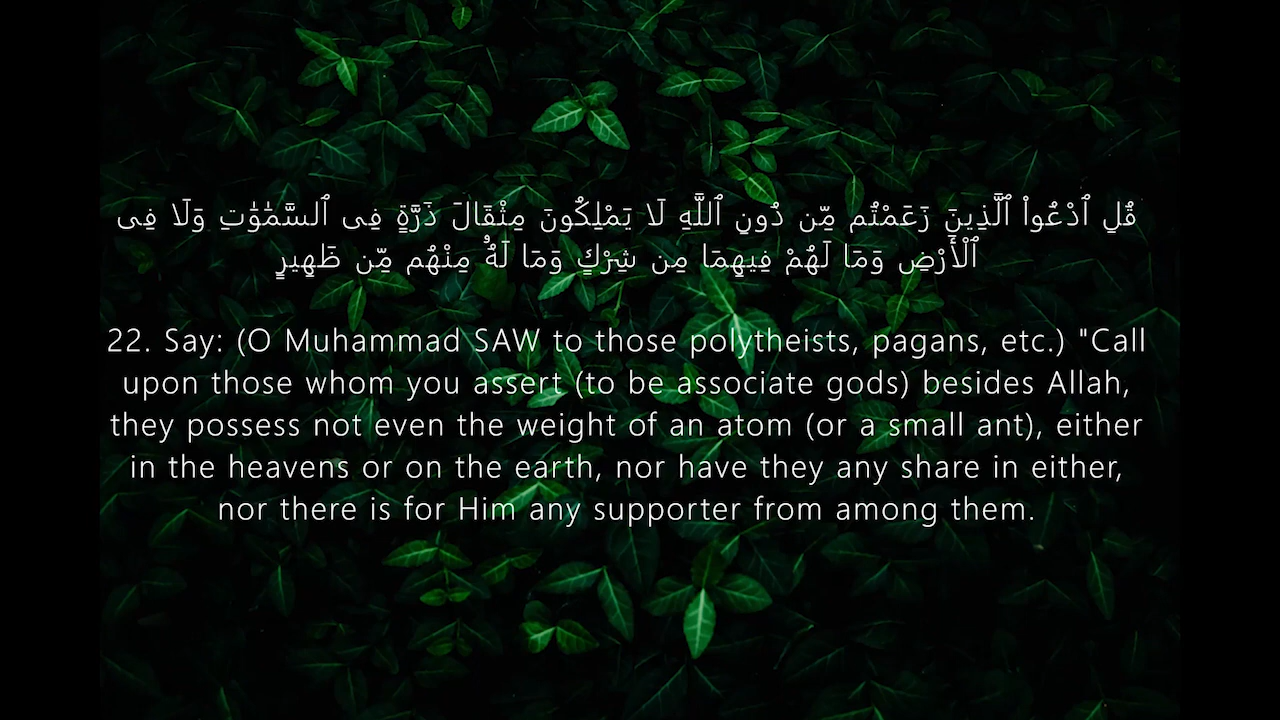 قُلِ ٱدْعُوا۟ ٱلَّذِينَ زَعَمْتُم مِّن دُونِ ٱللَّهِ لَا يَمْلِكُونَ مِثْقَالَ ذَرَّةٍ فِى ٱلسَّمَٰوَٰتِ وَلَا فِى
ٱلْأَرْضِ وَمَا لَهُمْ فِيهِمَا مِن شِرْكٍ وَمَا لَهُۥ مِنْهُم مِّن ظَهِيرٍ
22. Say: (O Muhammad SAW to those polytheists, pagans, etc.) "Call
upon those whom you assert (to be associate gods) besides Allah,
they possess not even the weight of an atom (or a small ant), either
in the heavens or on the earth, nor have they any share in either,
nor there is for Him any supporter from among them.